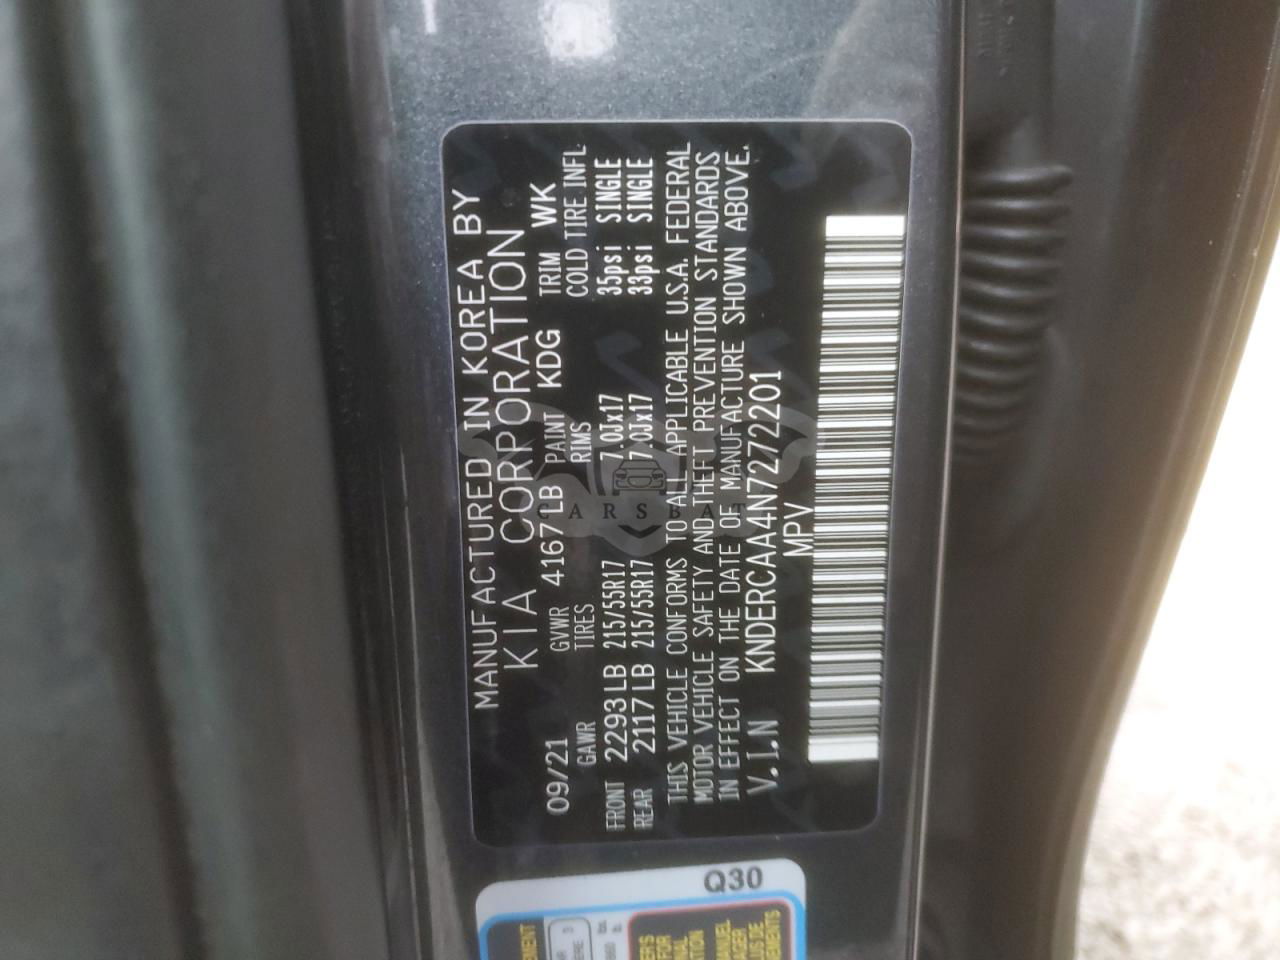 MANUFACTURED IN KOREA BY
KIA CORPORATION
09/21 GVWR 4167 LB PAINT KDG TRIM WK
GAWR TIRES RIMS COLD TIRE INFL
FRONT 2293 LB 215/55R17 7.0Jx17 35psi SINGLE
REAR 2117 LB 215/55R17 7.0Jx17 33psi SINGLE
THIS VEHICLE CONFORMS TO ALL APPLICABLE U.S.A. FEDERAL
MOTOR VEHICLE SAFETY AND THEFT PREVENTION STANDARDS
IN EFFECT ON THE DATE OF MANUFACTURE SHOWN ABOVE.
V.I.N KNDERCAA4N7272201
MPV
CARSBAT
Q30